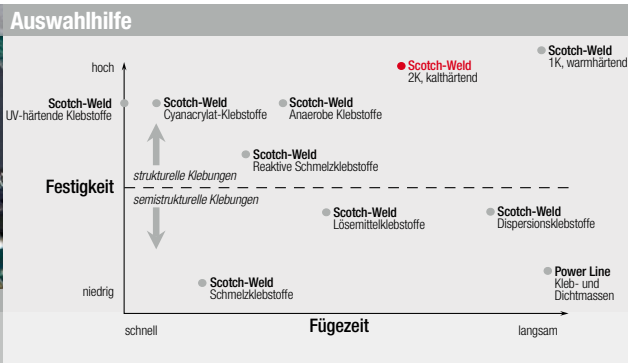 Auswahlhilfe
hoch
Scotch-Weld
2K, kalthärtend
Scotch-Weld
1K, warmhärtend
Scotch-Weld
UV-härtende Klebstoffe
Scotch-Weld
Cyanacrylat-Klebstoffe
Scotch-Weld
Anaerobe Klebstoffe
Scotch-Weld
Reaktive Schmelzklebstoffe
strukturelle Klebungen
Festigkeit
semistrukturelle Klebungen
Scotch-Weld
Lösemittelklebstoffe
Scotch-Weld
Dispersionsklebstoffe
Scotch-Weld
Schmelzklebstoffe
Power Line
Kleb- und
Dichtmassen
niedrig
schnell
Fügezeit
langsam